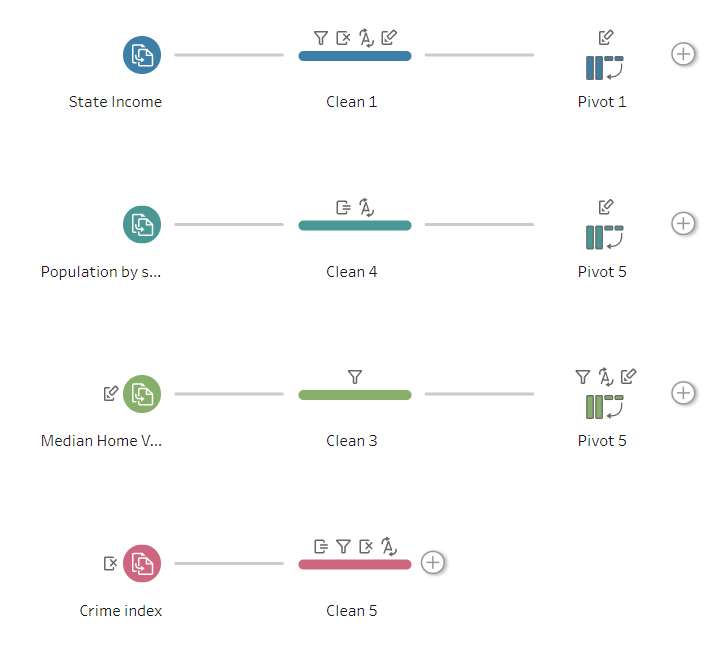 State Income
Clean 1
Pivot 1
Population by s...
Clean 4
Pivot 5
Median Home V...
Clean 3
Pivot 5
Crime index
Clean 5